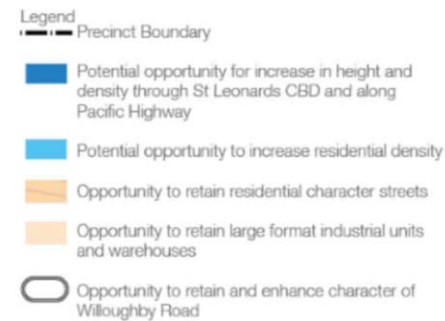 Legend
Precinct Boundary
Potential opportunity for increase in height and
density through St Leonards CBD and along
Pacific Highway
Potential opportunity to increase residential density
Opportunity to retain residential character streets
Opportunity to retain large format industrial units
and warehouses
Opportunity to retain and enhance character of
Willoughby Road